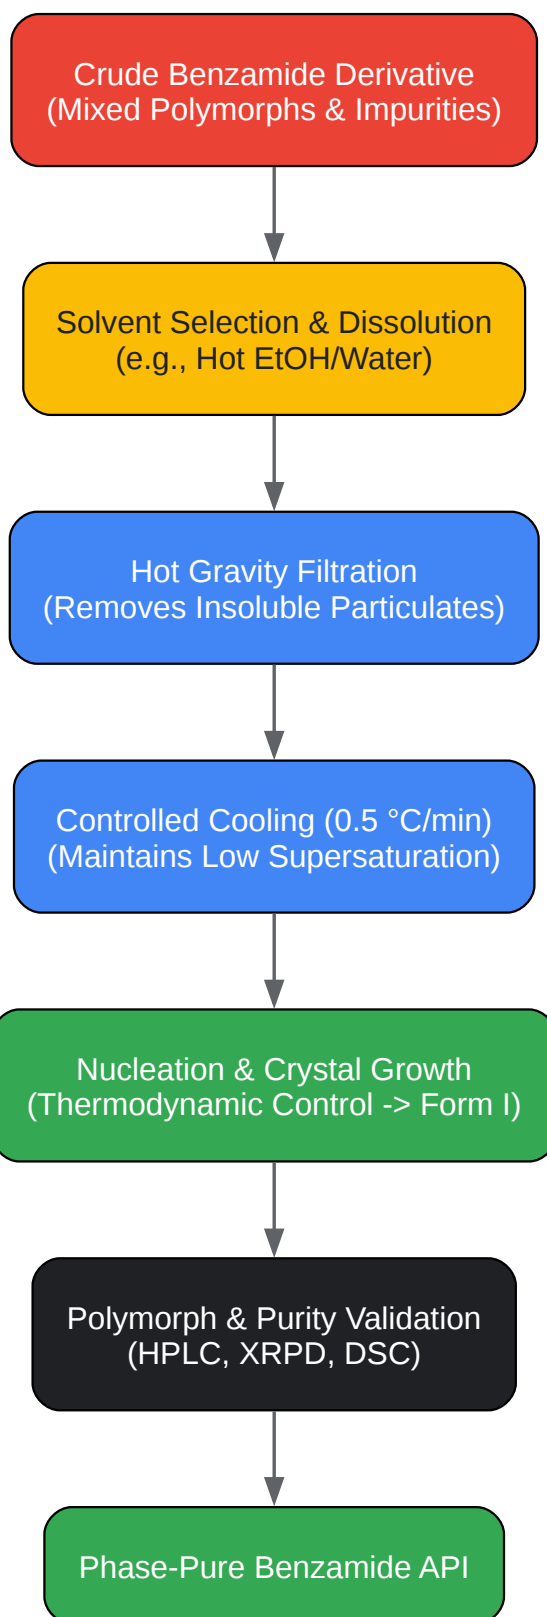 Crude Benzamide Derivative
(Mixed Polymorphs & Impurities)
Solvent Selection & Dissolution
(e.g., Hot EtOH/Water)
Hot Gravity Filtration
(Removes Insoluble Particulates)
Controlled Cooling (0.5 °C/min)
(Maintains Low Supersaturation)
Nucleation & Crystal Growth
(Thermodynamic Control -> Form I)
Polymorph & Purity Validation
(HPLC, XRPD, DSC)
Phase-Pure Benzamide API